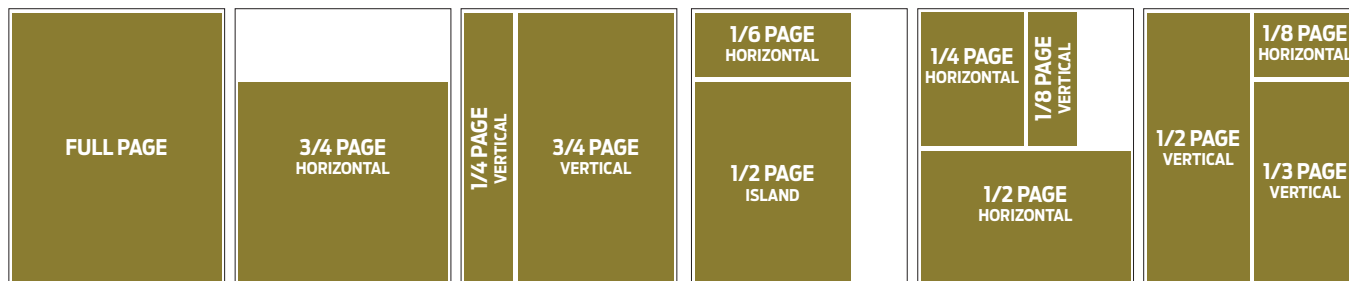 FULL PAGE
3/4 PAGE
HORIZONTAL
1/4 PAGE
VERTICAL
3/4 PAGE
VERTICAL
1/6 PAGE
HORIZONTAL
1/2 PAGE
ISLAND
1/4 PAGE
HORIZONTAL
1/8 PAGE
VERTICAL
1/2 PAGE
HORIZONTAL
1/2 PAGE
VERTICAL
1/8 PAGE
HORIZONTAL
1/3 PAGE
VERTICAL